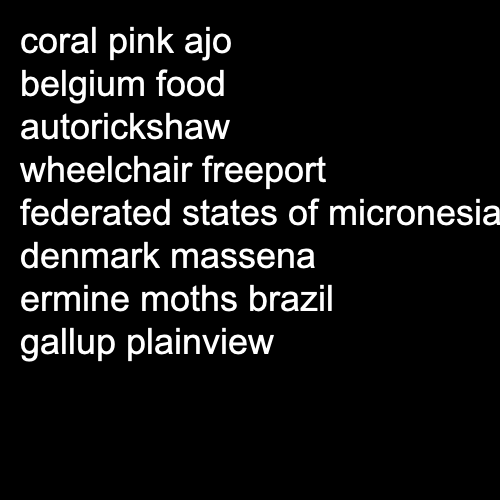 coral pink ajo
belgium food
autorickshaw
wheelchair freeport
federated states of micronesia
denmark massena
ermine moths brazil
gallup plainview